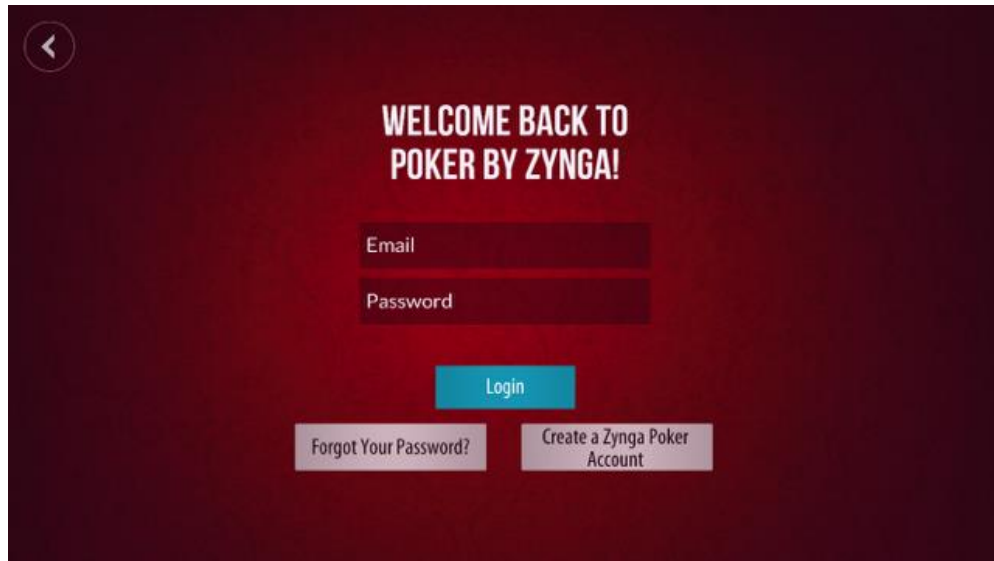 WELCOME BACK TO
POKER BY ZYNGA!
Email
Password
Login
Forgot Your Password?
Create a Zynga Poker
Account